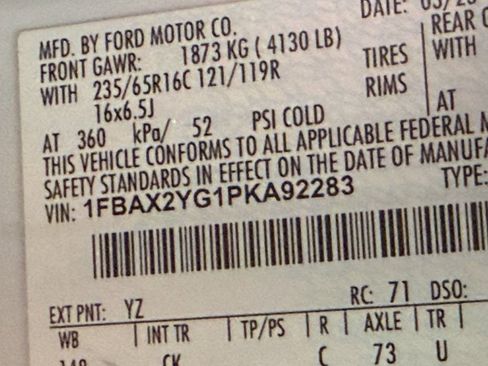 MFD. BY FORD MOTOR CO. DATE:
FRONT GAWR: 1873 KG ( 4130 LB) REAR
WITH 235/65R16C 121/119R TIRES WITH
16x6.5J RIMS
AT 360 kPa/ 52 PSI COLD AT
THIS VEHICLE CONFORMS TO ALL APPLICABLE FEDERAL
SAFETY STANDARDS IN EFFECT ON THE DATE OF MANUFA
VIN: 1FBAX2YG1PKA92283 TYPE:
EXT PNT: YZ RC: 71 DSO:
WB INT TR TP/PS R AXLE TR
CK C 73 U